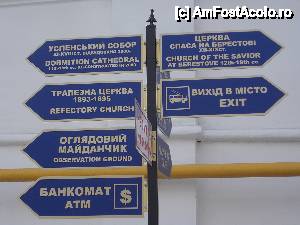 (c) AmFostAcolo.ro
УСПЕНСЬКИЙ СОБОР
DORMITION CATHEDRAL
ЦЕРКВА
СПАСА НА БЕРЕСТОВІ
CHURCH OF THE SAVIOR
AT BERESTOVE 12th-19th cc.
ТРАПЕЗНА ЦЕРКВА
1893-1895
REFECTORY CHURCH
ВИХІД В МІСТО
EXIT
ОГЛЯДОВИЙ
МАЙДАНЧИК
OBSERVATION GROUND
БАНКОМАТ
ATM
$